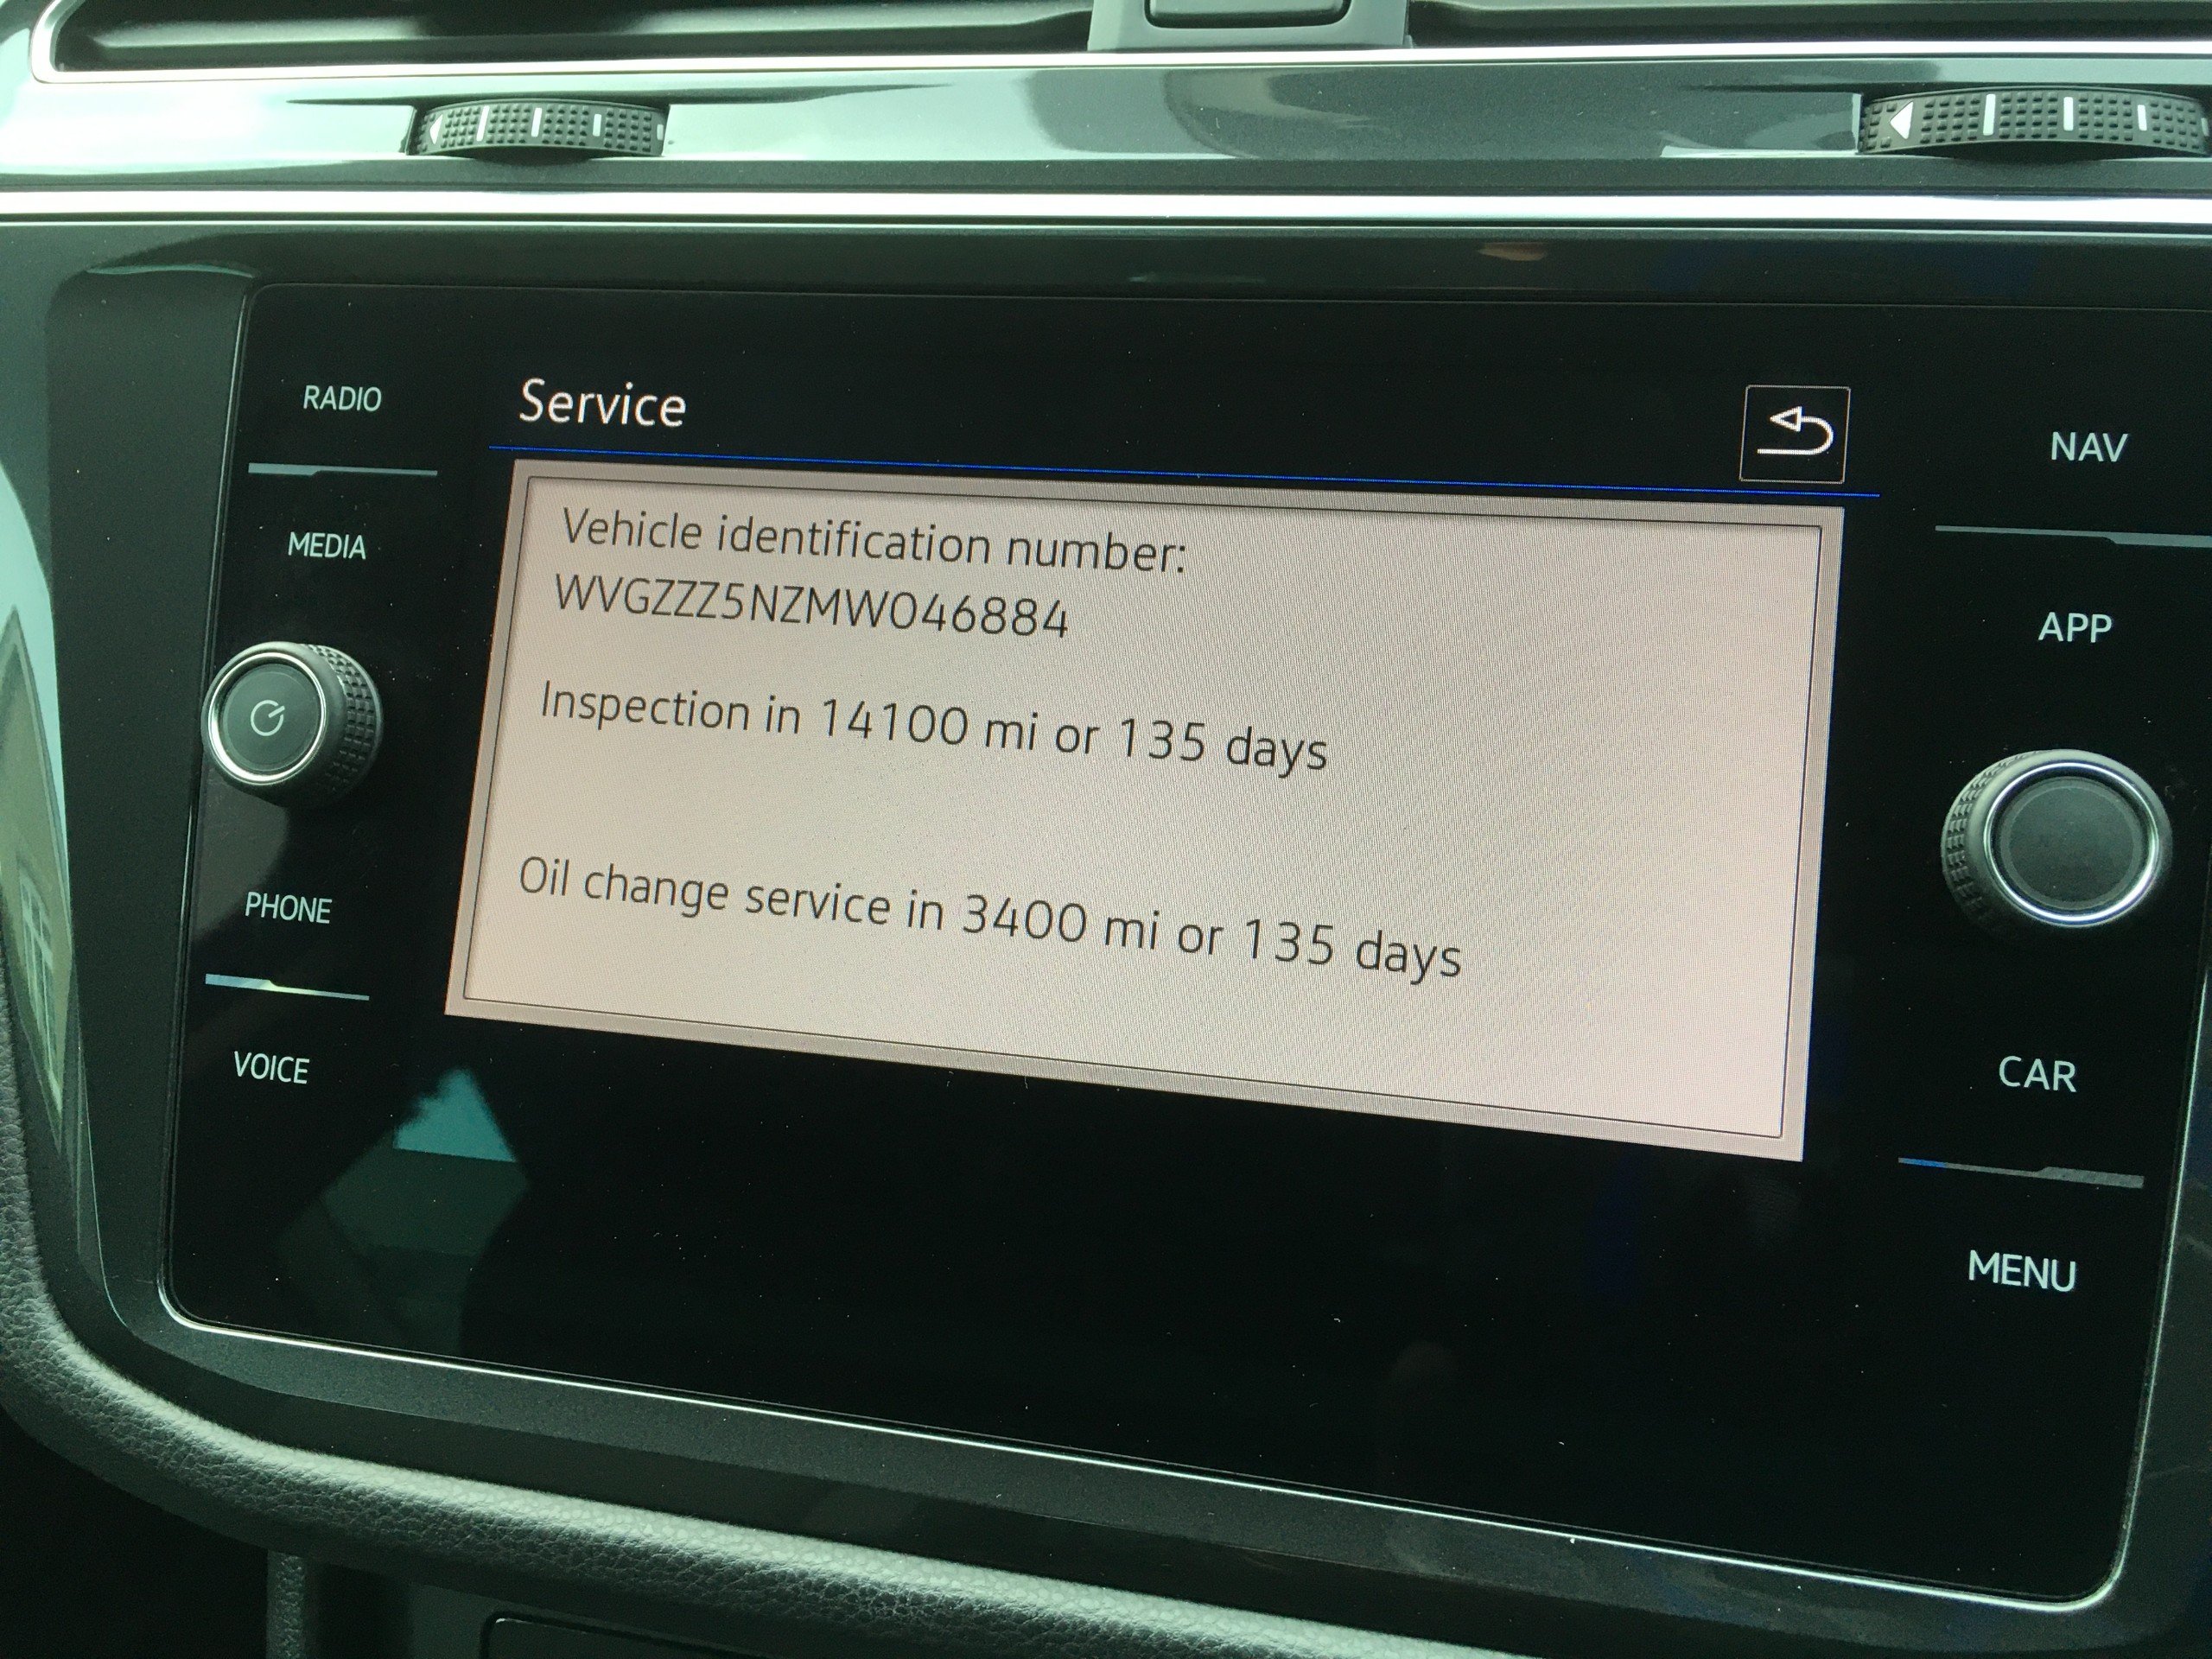 Service
RADIO
MEDIA
PHONE
VOICE
Vehicle identification number:
WVGZZZ5NZMW046884
Inspection in 14100 mi or 135 days
Oil change service in 3400 mi or 135 days
NAV
APP
CAR
MENU